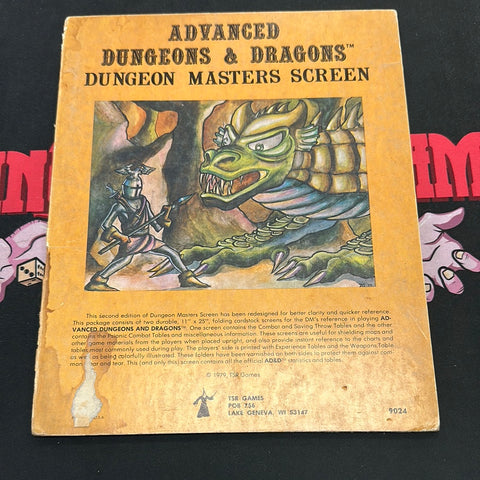 ADVANCED
DUNGEONS & DRAGONS™
DUNGEON MASTERS SCREEN
This second edition of Dungeon Masters Screen has been redesigned for better clarity and quicker reference.
This package consists of two durable, 11" x 25", folding cardstock screens for the DM's reference in playing AD-
VANCED DUNGEONS AND DRAGONS™. One screen contains the Combat and Saving Throw Tables and the other
contains the Psionic Combat Tables and miscellaneous information. These screens are useful for shielding maps and
other game materials from the players when placed upright, and also provide instant reference to the charts and
tables most commonly used during play. The players' side is printed with Experience Tables and the Weapons Table
as well as being colorfully illustrated. These folders have been varnished on both sides to protect them against com-
mon wear and tear. This (and only this) screen contains all the official AD&D™ statistics and tables.
© 1979, TSR Games
TSR GAMES
POB 756
LAKE GENEVA, WI 53147
9024